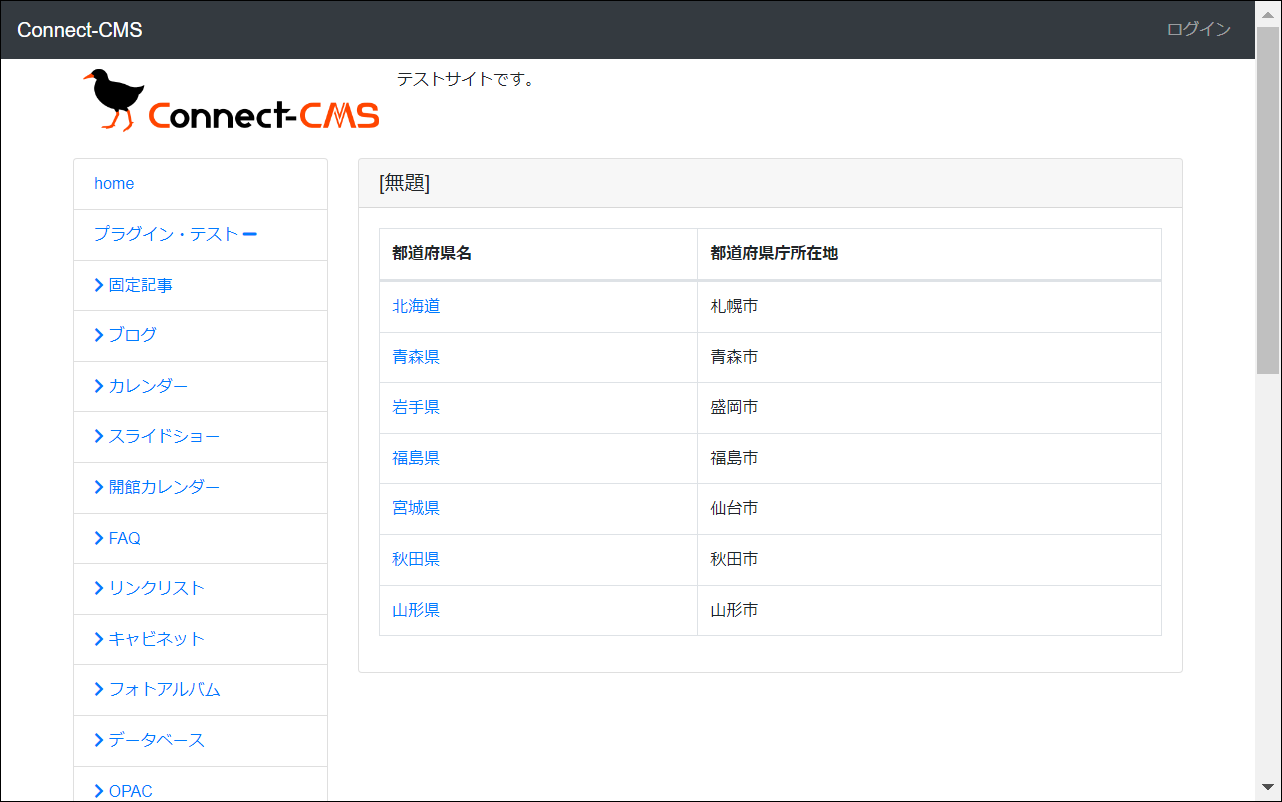 Connect-CMS
ログイン
Connect-CMS
テストサイトです。
home
プラグイン・テスト
固定記事
ブログ
カレンダー
スライドショー
開館カレンダー
FAQ
リンクリスト
キャビネット
フォトアルバム
データベース
OPAC
[無題]
都道府県名 都道府県庁所在地
北海道 札幌市
青森県 青森市
岩手県 盛岡市
福島県 福島市
宮城県 仙台市
秋田県 秋田市
山形県 山形市